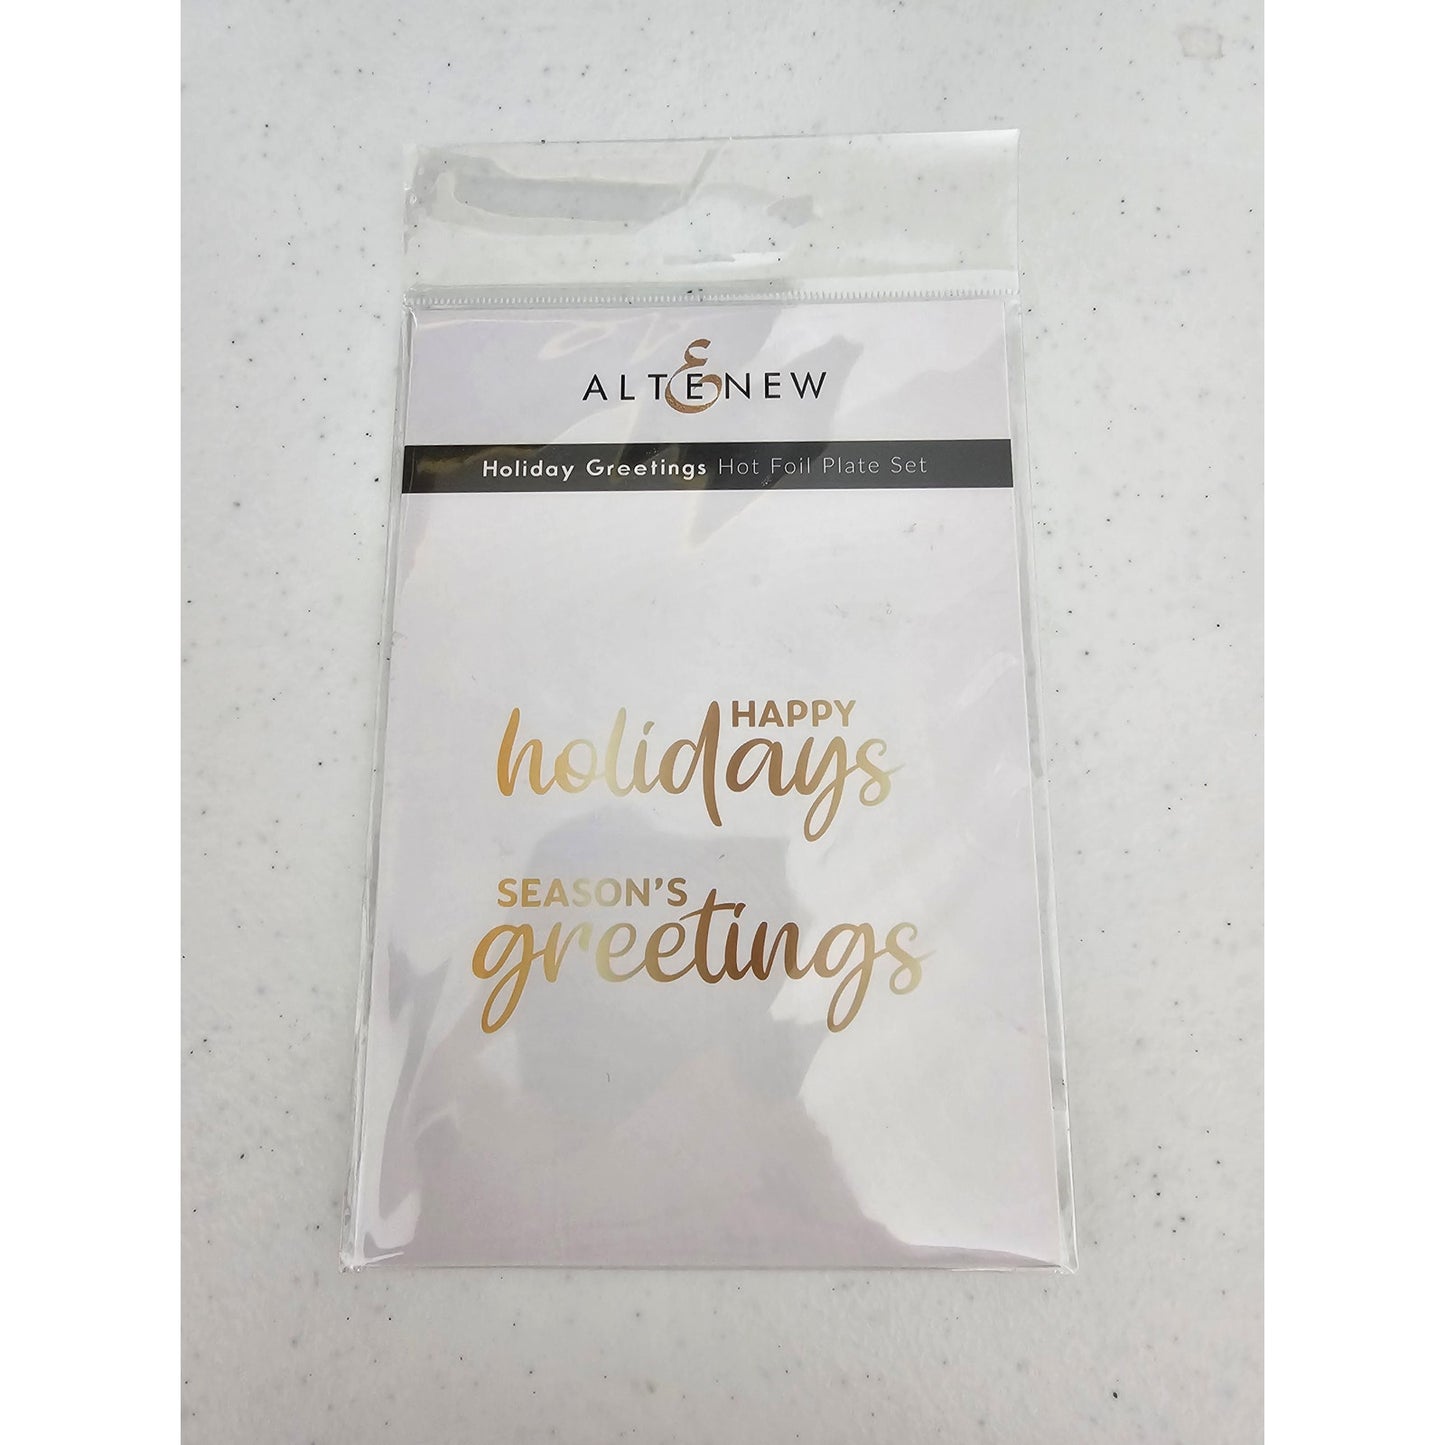 ALTENEW
Holiday Greetings Hot Foil Plate Set
HAPPY
holidays
SEASON'S
greetings